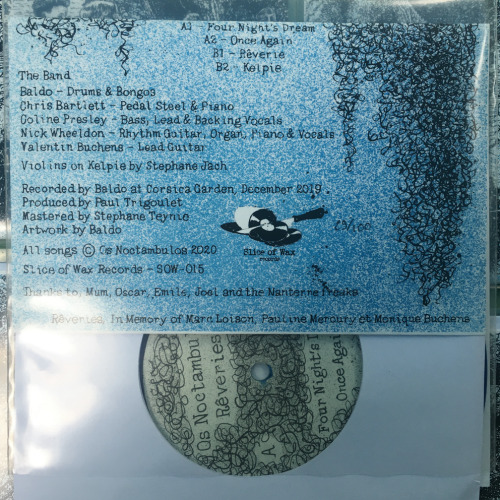 A1 - Four Night's Dream
A2 - Once Again
B1 - Rêverie
B2 - Kelpie
The Band
Baldo - Drums & Bongos
Chris Bartlett - Pedal Steel & Piano
Coline Presley - Bass, Lead & Backing Vocals
Nick Wheeldon - Rhythm Guitar, Organ, Piano & Vocals
Valentin Buchens - Lead Guitar
Violins on Kelpie by Stephane Jach
Recorded by Baldo at Corsica Garden, December 2019
Produced by Paul Trigoulet
Mastered by Stephane Teynie
Artwork by Baldo
All songs © Os Noctambulos 2020
Slice of Wax Records - SOW-015
Slice of Wax
records
Thanks to, Mum, Oscar, Emile, Joel and the Nanterre Freaks
Rêveries, In Memory of Marc Loison, Pauline Mercury et Monique Buchens
Os Noctambu
Rêveries
A
Four Night's
Once Again